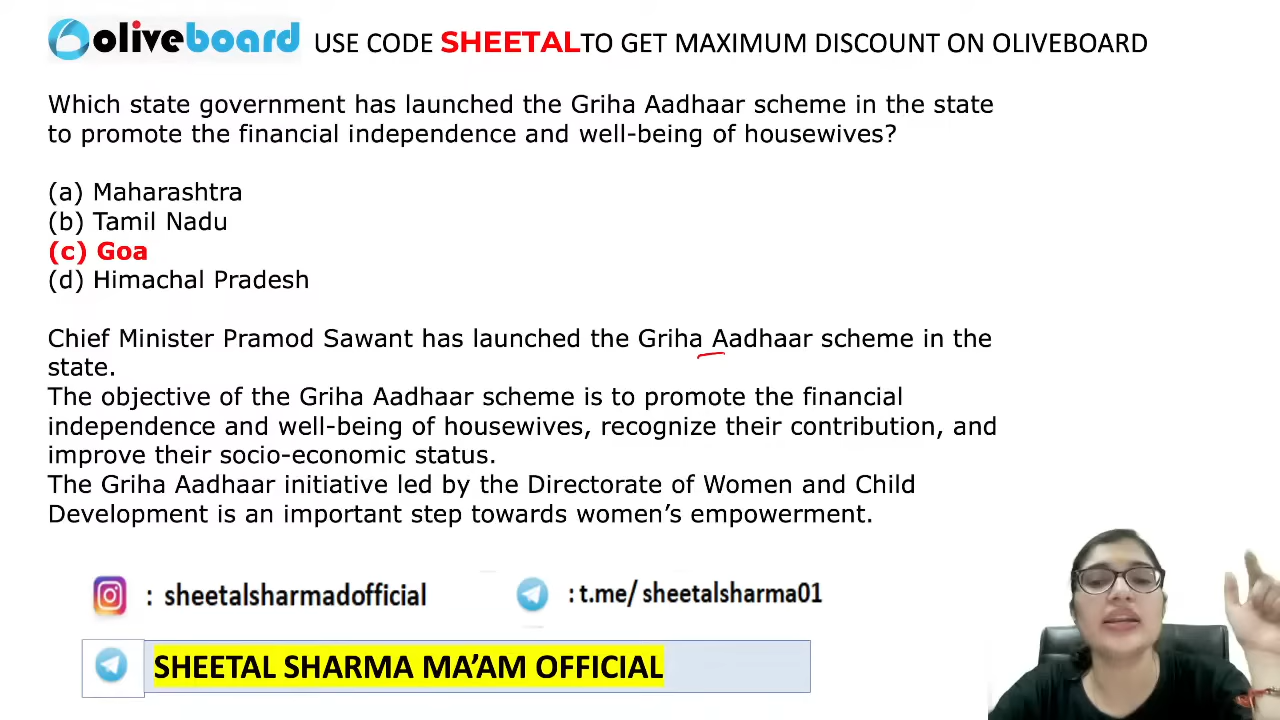 oliveboard USE CODE SHEETAL TO GET MAXIMUM DISCOUNT ON OLIVEBOARD
Which state government has launched the Griha Aadhaar scheme in the state
to promote the financial independence and well-being of housewives?
(a) Maharashtra
(b) Tamil Nadu
(c) Goa
(d) Himachal Pradesh
Chief Minister Pramod Sawant has launched the Griha Aadhaar scheme in the
state.
The objective of the Griha Aadhaar scheme is to promote the financial
independence and well-being of housewives, recognize their contribution, and
improve their socio-economic status.
The Griha Aadhaar initiative led by the Directorate of Women and Child
Development is an important step towards women’s empowerment.
: sheetalsharmadofficial : t.me/ sheetalsharma01
SHEETAL SHARMA MA’AM OFFICIAL